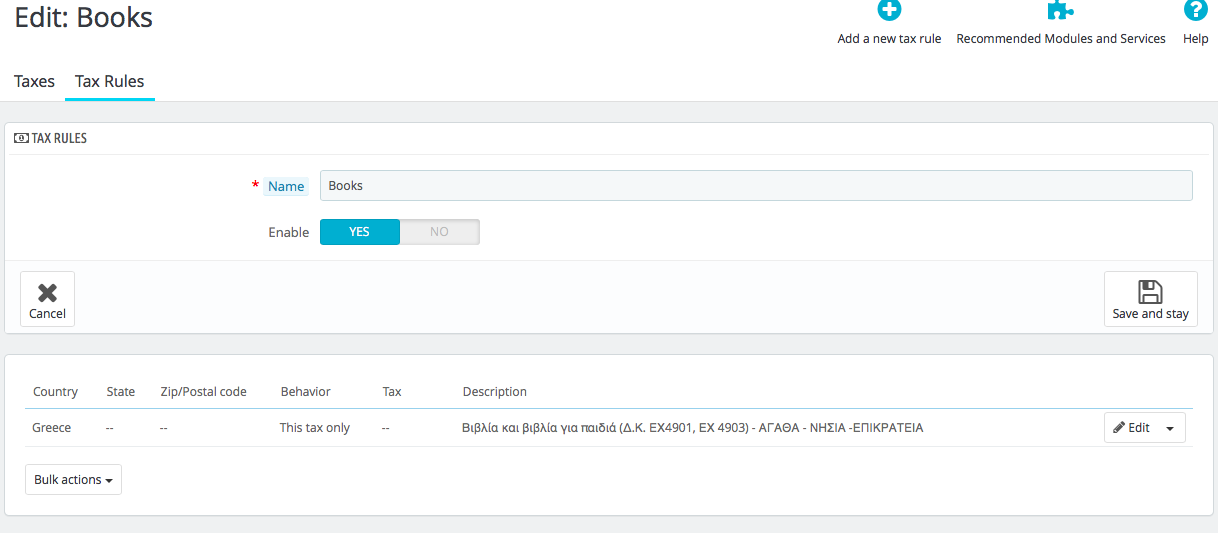 Edit: Books
Add a new tax rule
Recommended Modules and Services
Help
Taxes
Tax Rules
TAX RULES
* Name
Books
Enable
YES
NO
Cancel
Save and stay
Country State Zip/Postal code Behavior Tax Description
Greece -- -- This tax only -- Βιβλία και βιβλία για παιδιά (Δ.Κ. ΕΧ4901, ΕΧ 4903) - ΑΓΑΘΑ - ΝΗΣΙΑ -ΕΠΙΚΡΑΤΕΙΑ Edit
Bulk actions